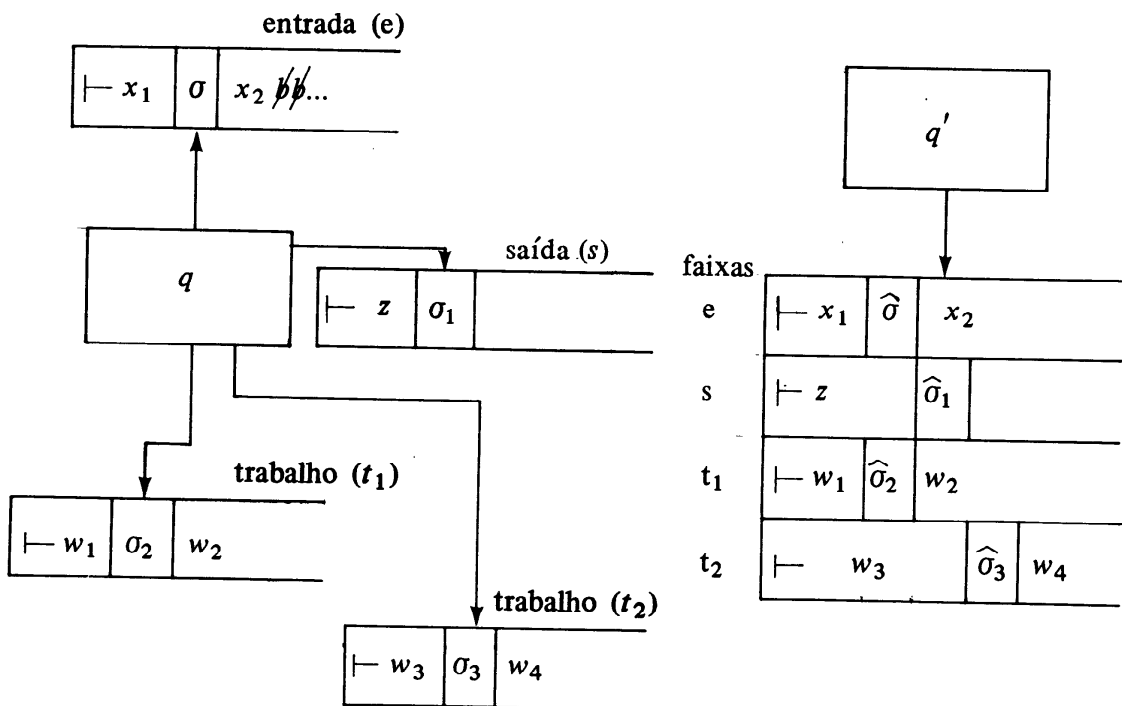 entrada (e)
⊢ x₁ σ x₂ b̸b̸...
q
saída (s)
⊢ z σ₁
trabalho (t₁)
⊢ w₁ σ₂ w₂
trabalho (t₂)
⊢ w₃ σ₃ w₄
q′
faixas
e ⊢ x₁ σ̂ x₂
s ⊢ z σ̂₁
t₁ ⊢ w₁ σ̂₂ w₂
t₂ ⊢ w₃ σ̂₃ w₄